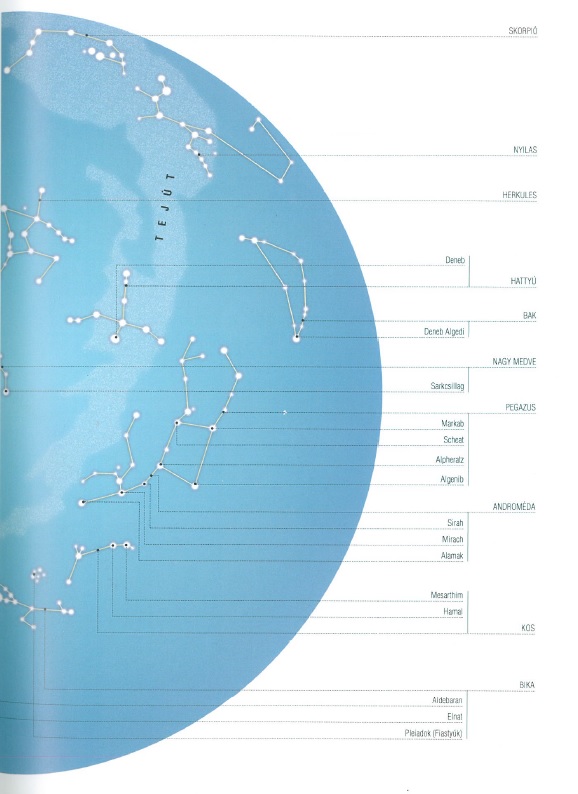 SKORPIÓ
NYILAS
TEJÚT
HERKULES
Deneb
HATTYÚ
BAK
Deneb Algedi
NAGY MEDVE
Sarkcsillag
PEGAZUS
Markab
Scheat
Alpheratz
Algenib
ANDROMÉDA
Sirah
Mirach
Alamak
Mesarthim
Hamal
KOS
BIKA
Aldebaran
Elnat
Plejádok (Fiastyúk)